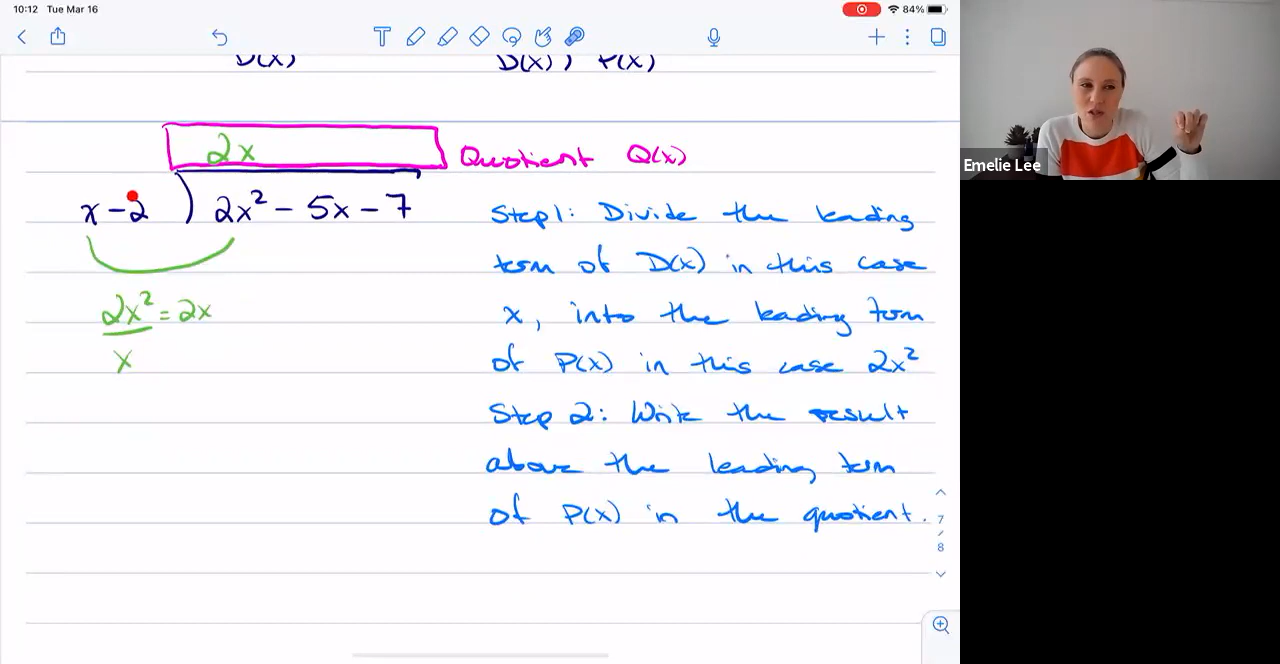 10:12 Tue Mar 16
84%
D(x)
D(x) ) P(x)
2x
Quotient Q(x)
x - 2 ) 2x² - 5x - 7
2x² = 2x
x
Step 1: Divide the leading
term of D(x) in this case
x, into the leading term
of P(x) in this case 2x²
Step 2: Write the result
above the leading term
of P(x) in the quotient.
7
/
8
Emelie Lee